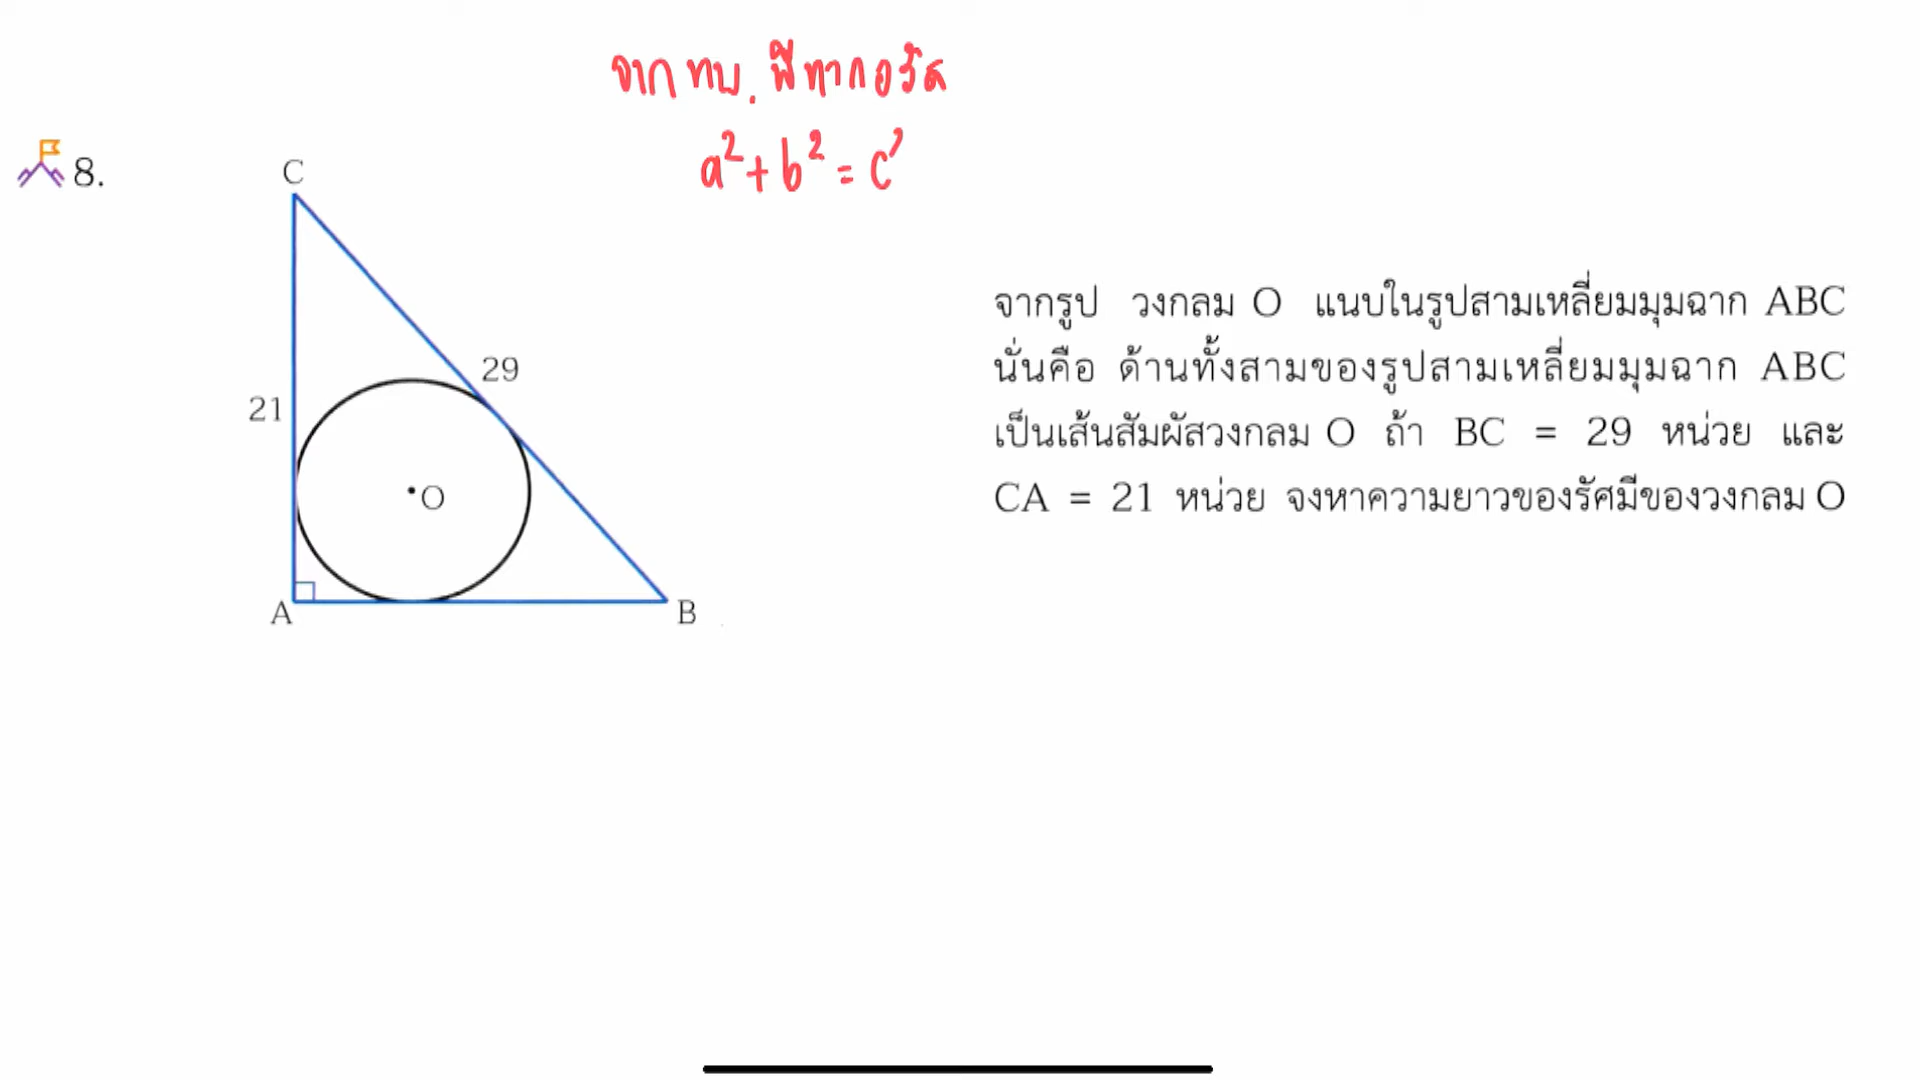 จาก ทบ. พีทาโกรัส
a²+b² = c²
8.
C
29
21
O
A
B
จากรูป วงกลม O แนบในรูปสามเหลี่ยมมุมฉาก ABC
นั่นคือ ด้านทั้งสามของรูปสามเหลี่ยมมุมฉาก ABC
เป็นเส้นสัมผัสวงกลม O ถ้า BC = 29 หน่วย และ
CA = 21 หน่วย จงหาความยาวของรัศมีของวงกลม O